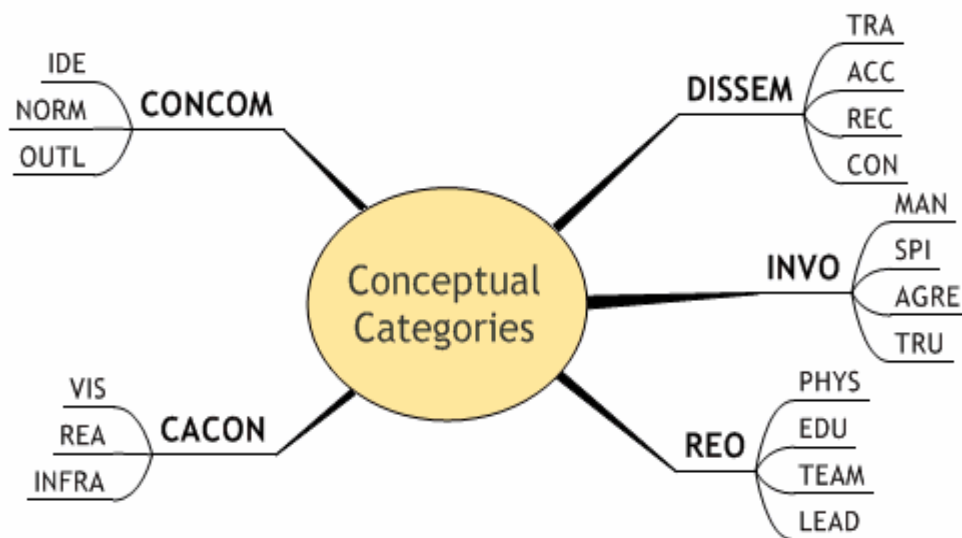 Conceptual
Categories
CONCOM
IDE
NORM
OUTL
DISSEM
TRA
ACC
REC
CON
INVO
MAN
SPI
AGRE
TRU
CACON
VIS
REA
INFRA
REO
PHYS
EDU
TEAM
LEAD